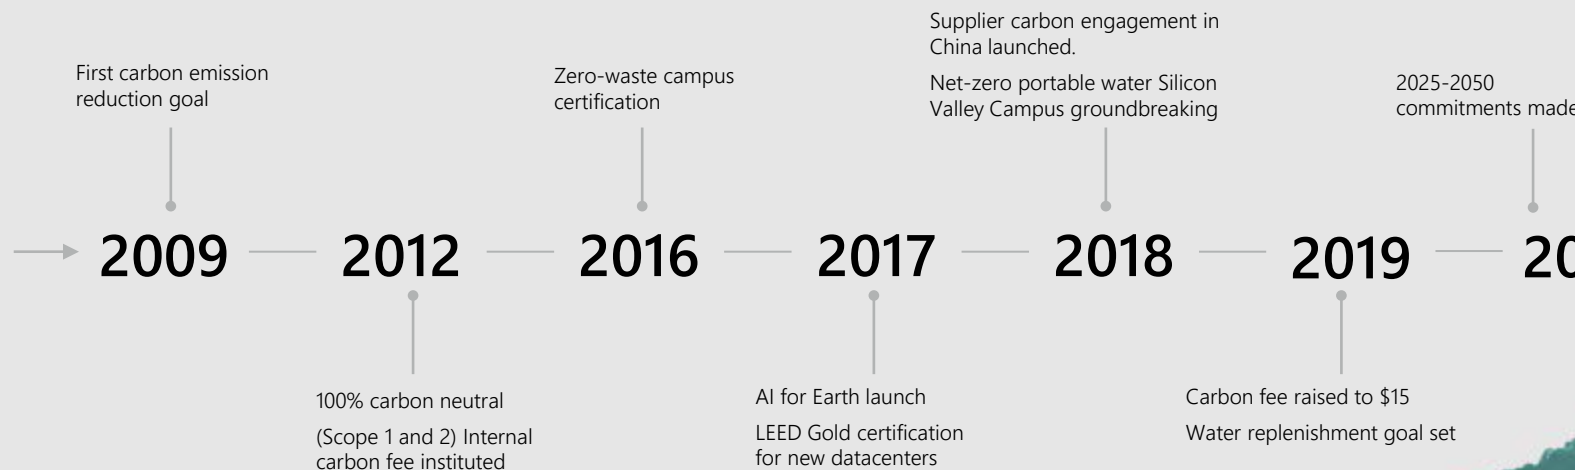 First carbon emission
reduction goal
Zero-waste campus
certification
Supplier carbon engagement in
China launched.
Net-zero portable water Silicon
Valley Campus groundbreaking
2025-2050
commitments made
2009
2012
2016
2017
2018
2019
20
100% carbon neutral
(Scope 1 and 2) Internal
carbon fee instituted
AI for Earth launch
LEED Gold certification
for new datacenters
Carbon fee raised to $15
Water replenishment goal set